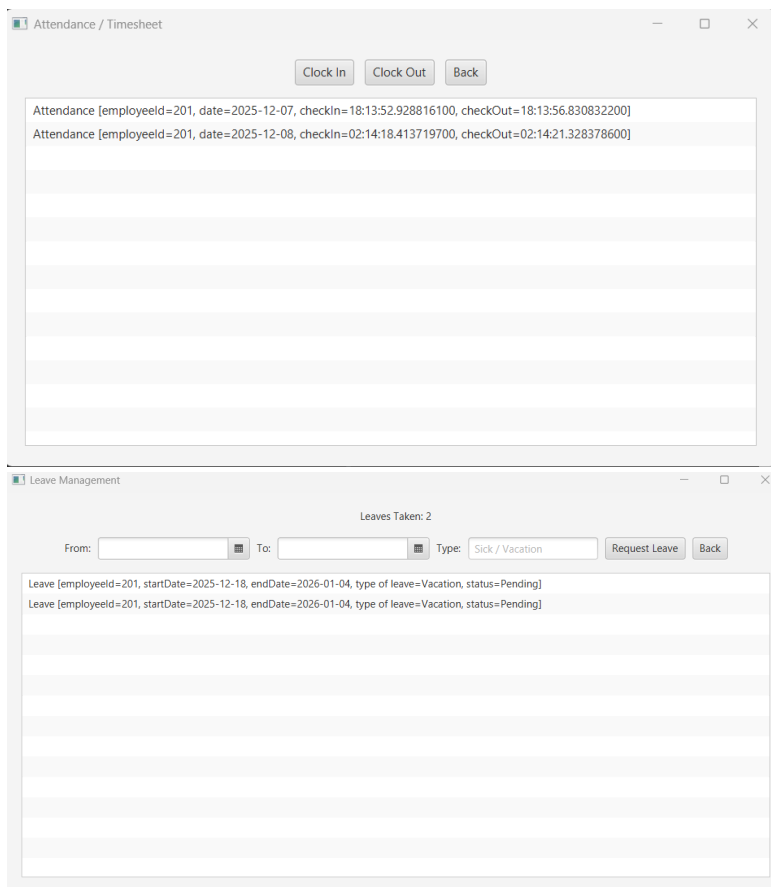 Attendance / Timesheet
Clock In Clock Out Back
Attendance [employeeId=201, date=2025-12-07, checkIn=18:13:52.928816100, checkOut=18:13:56.830832200]
Attendance [employeeId=201, date=2025-12-08, checkIn=02:14:18.413719700, checkOut=02:14:21.328378600]
Leave Management
Leaves Taken: 2
From: To: Type: Sick / Vacation Request Leave Back
Leave [employeeId=201, startDate=2025-12-18, endDate=2026-01-04, type of leave=Vacation, status=Pending]
Leave [employeeId=201, startDate=2025-12-18, endDate=2026-01-04, type of leave=Vacation, status=Pending]